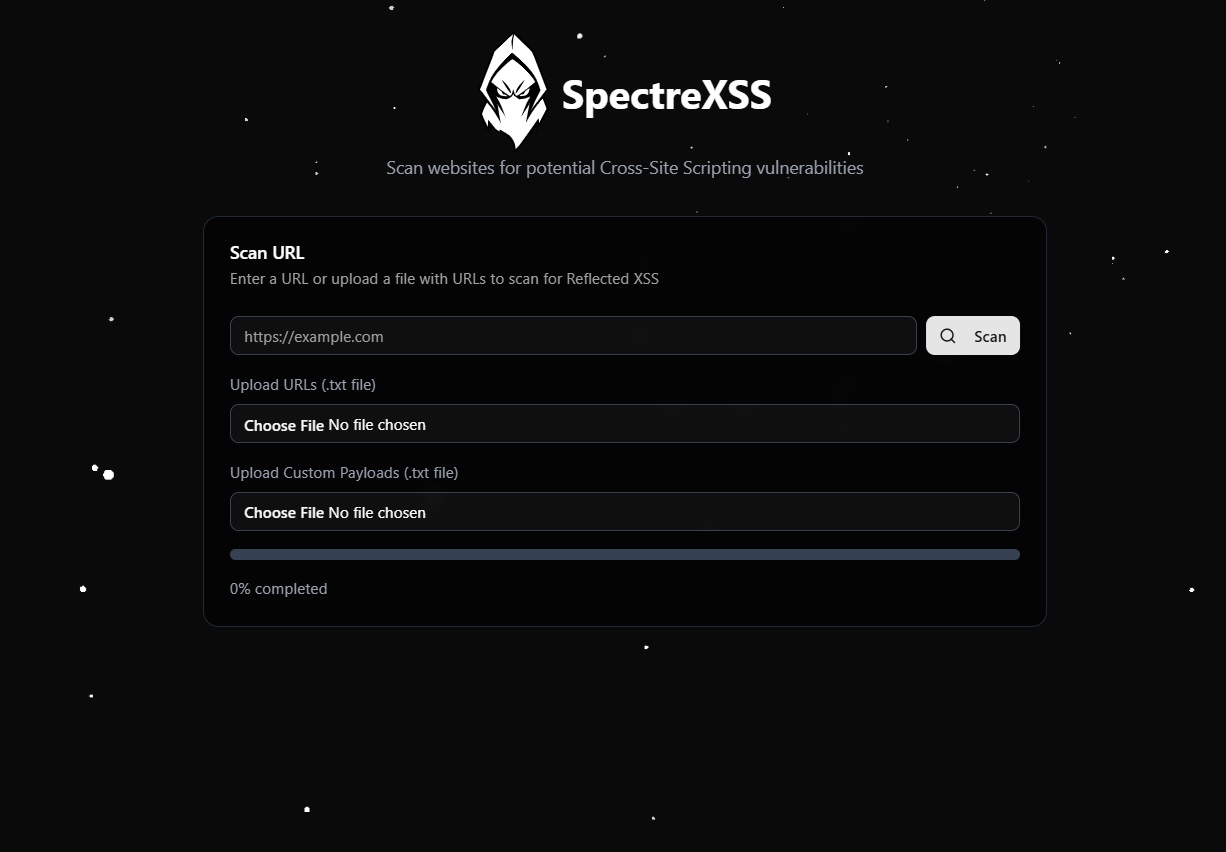 SpectreXSS
Scan websites for potential Cross-Site Scripting vulnerabilities
Scan URL
Enter a URL or upload a file with URLs to scan for Reflected XSS
https://example.com
Scan
Upload URLs (.txt file)
Choose File No file chosen
Upload Custom Payloads (.txt file)
Choose File No file chosen
0% completed